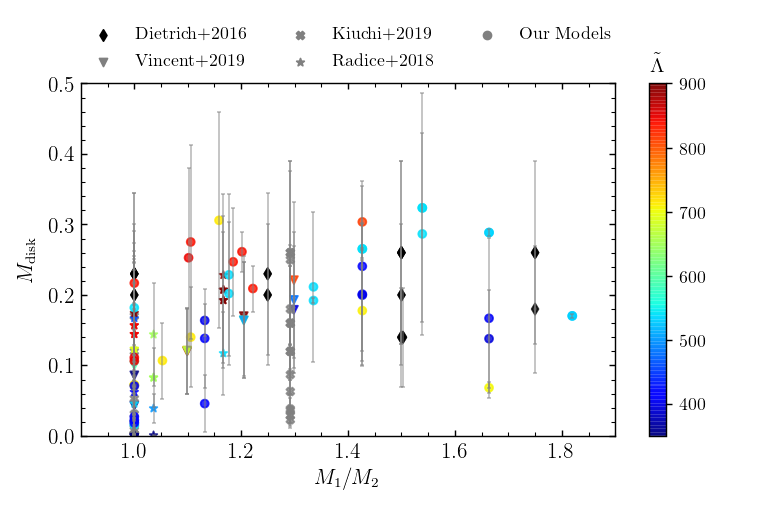 Dietrich+2016 Kiuchi+2019 Our Models
Vincent+2019 Radice+2018
Λ̃
0.5
0.4
0.3
0.2
0.1
0.0
M_disk
1.0 1.2 1.4 1.6 1.8
M_1/M_2
900
800
700
600
500
400